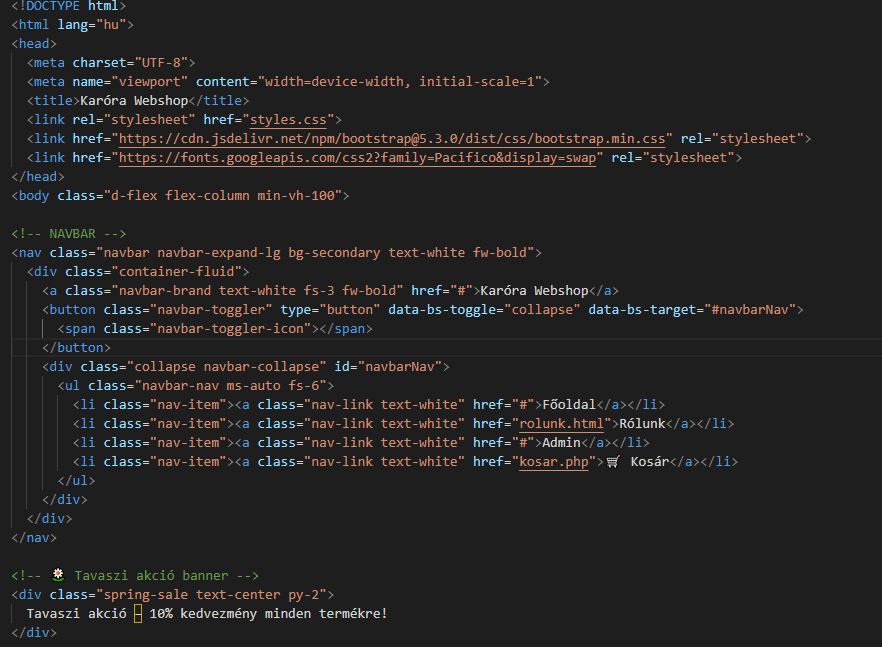 <!DOCTYPE html>
<html lang="hu">
<head>
  <meta charset="UTF-8">
  <meta name="viewport" content="width=device-width, initial-scale=1">
  <title>Karóra Webshop</title>
  <link rel="stylesheet" href="styles.css">
  <link href="https://cdn.jsdelivr.net/npm/bootstrap@5.3.0/dist/css/bootstrap.min.css" rel="stylesheet">
  <link href="https://fonts.googleapis.com/css2?family=Pacifico&display=swap" rel="stylesheet">
</head>
<body class="d-flex flex-column min-vh-100">

<!-- NAVBAR -->
<nav class="navbar navbar-expand-lg bg-secondary text-white fw-bold">
  <div class="container-fluid">
    <a class="navbar-brand text-white fs-3 fw-bold" href="#">Karóra Webshop</a>
    <button class="navbar-toggler" type="button" data-bs-toggle="collapse" data-bs-target="#navbarNav">
      <span class="navbar-toggler-icon"></span>
    </button>
    <div class="collapse navbar-collapse" id="navbarNav">
      <ul class="navbar-nav ms-auto fs-6">
        <li class="nav-item"><a class="nav-link text-white" href="#">Főoldal</a></li>
        <li class="nav-item"><a class="nav-link text-white" href="rolunk.html">Rólunk</a></li>
        <li class="nav-item"><a class="nav-link text-white" href="#">Admin</a></li>
        <li class="nav-item"><a class="nav-link text-white" href="kosar.php">🛒 Kosár</a></li>
      </ul>
    </div>
  </div>
</nav>

<!-- 🌼 Tavaszi akció banner -->
<div class="spring-sale text-center py-2">
  Tavaszi akció – 10% kedvezmény minden termékre!
</div>